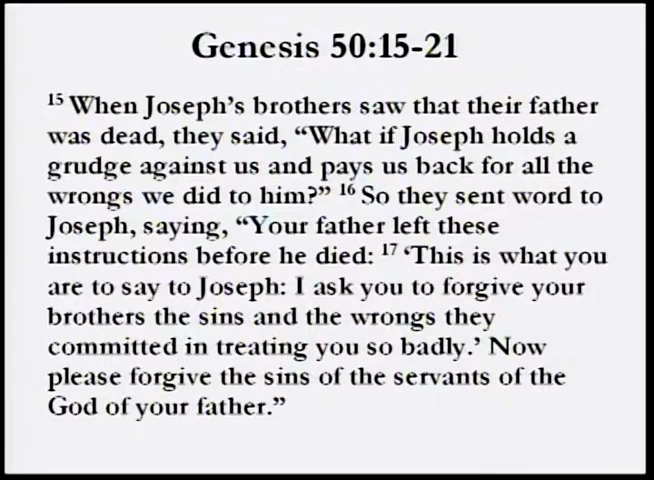 Genesis 50:15-21
15 When Joseph's brothers saw that their father
was dead, they said, “What if Joseph holds a
grudge against us and pays us back for all the
wrongs we did to him?” 16 So they sent word to
Joseph, saying, “Your father left these
instructions before he died: 17 ‘This is what you
are to say to Joseph: I ask you to forgive your
brothers the sins and the wrongs they
committed in treating you so badly.’ Now
please forgive the sins of the servants of the
God of your father.”